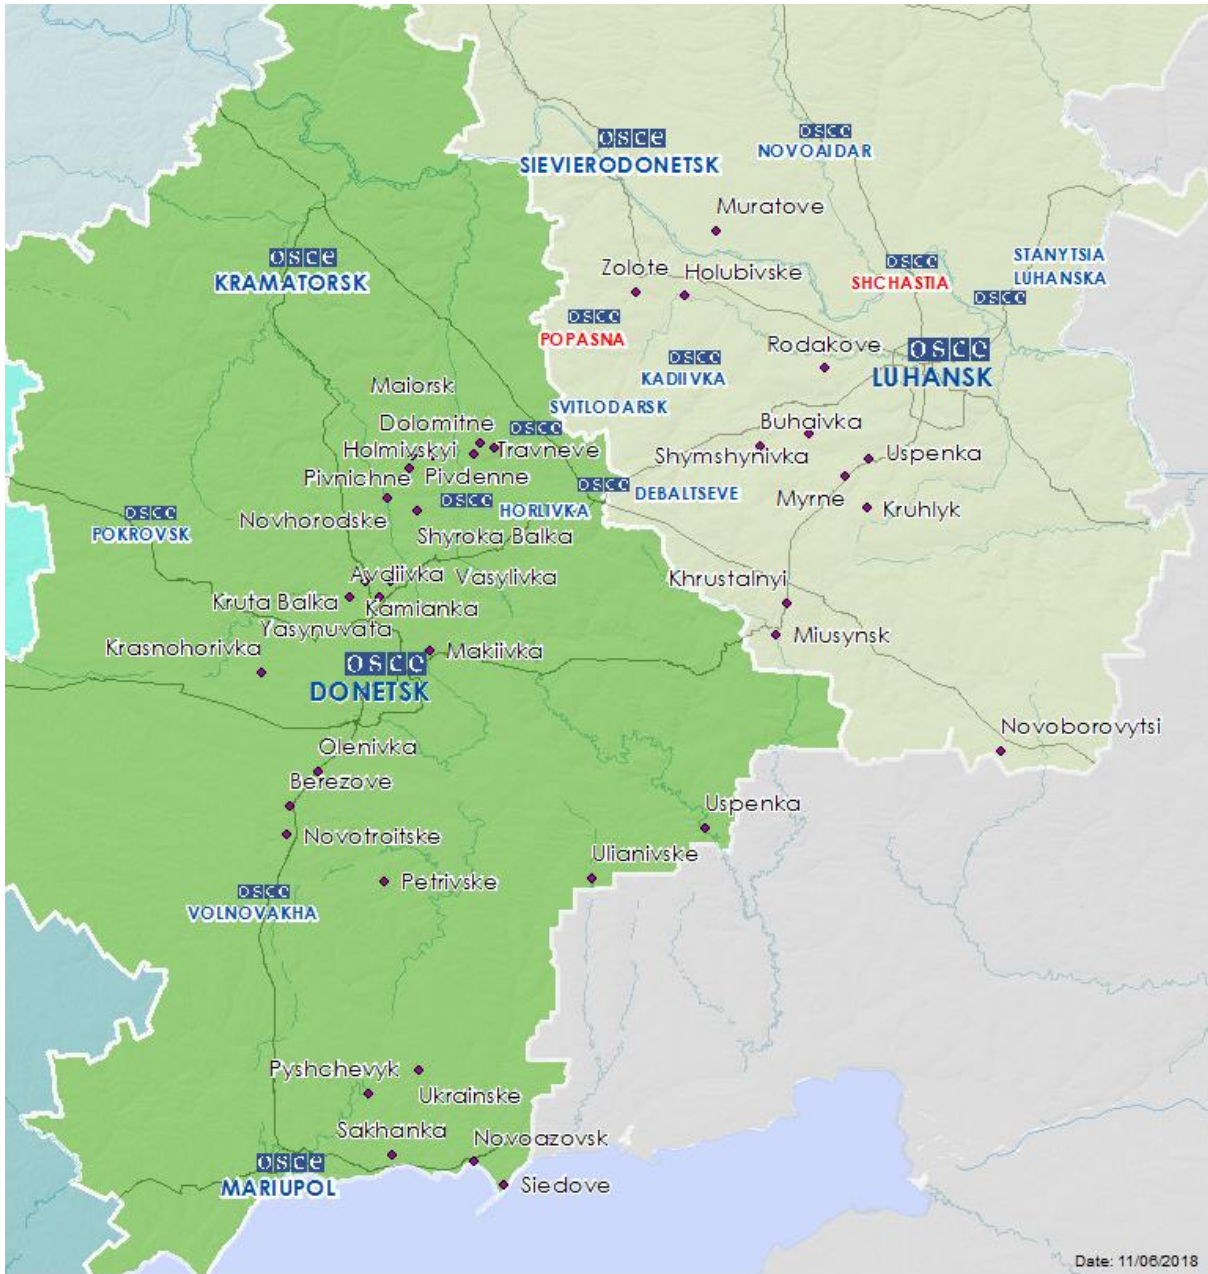 osce
SIEVIERODONETSK
osce
NOVOAIDAR
Muratove
osce
KRAMATORSK
Zolote
Holubivske
osce
SHCHASTIA
STANYTSIA
LUHANSKA
osce
osce
POPASNA
osce
KADIIVKA
Rodakove
osce
LUHANSK
Maiorsk
SVITLODARSK
osce
Dolomitne
Holmivskyi
Travneve
Pivnichne
Pivdenne
Buhaivka
Shymshynivka
Uspenka
Myrne
Kruhlyk
osce
DEBALTSEVE
osce
HORLIVKA
Novhorodske
Shyroka Balka
osce
POKROVSK
Avdiivka
Vasylivka
Kruta Balka
Kamianka
Yasynuvata
Khrustalnyi
Miusynsk
Krasnohorivka
Makiivka
osce
DONETSK
Novoborovytsi
Olenivka
Berezove
Novotroitske
Uspenka
Ulianivske
Petrivske
osce
VOLNOVAKHA
Pyshchevyk
Ukrainske
Sakhanka
Novoazovsk
osce
MARIUPOL
Siedove
Date: 11/06/2018